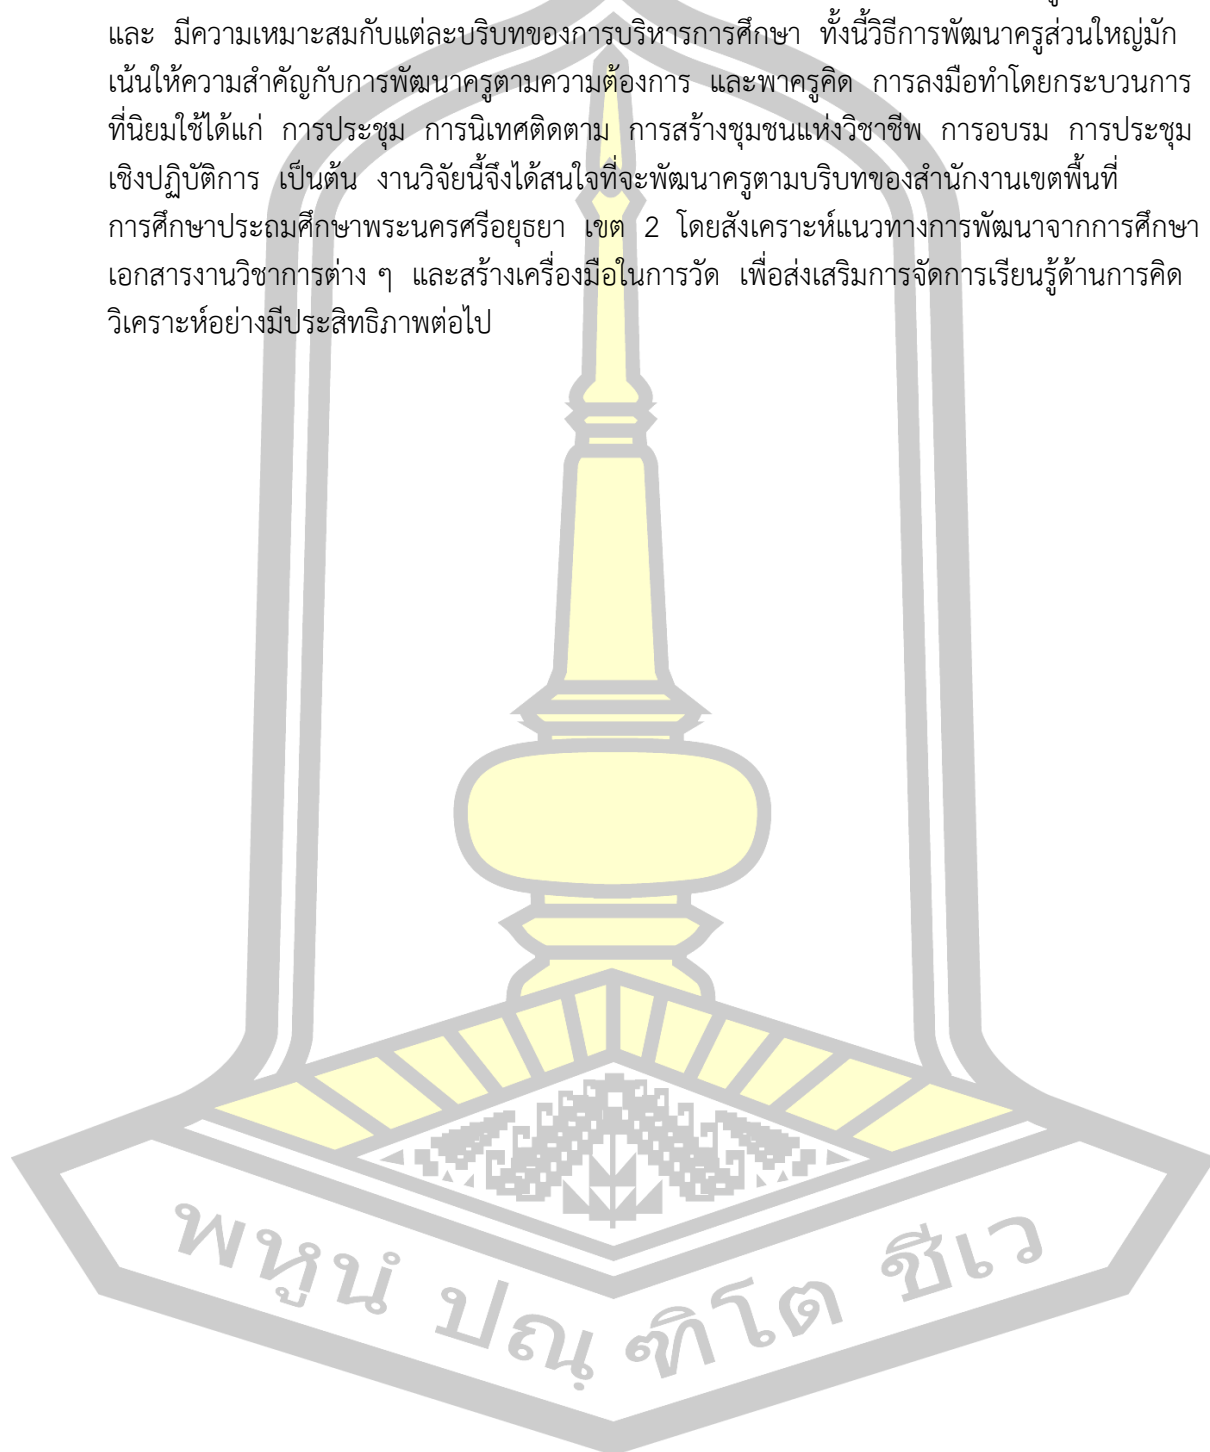 และ มีความเหมาะสมกับแต่ละบริบทของการบริหารการศึกษา ทั้งนี้วิธีการพัฒนาครูส่วนใหญ่มัก
เน้นให้ความสำคัญกับการพัฒนาครูตามความต้องการ และพาครูคิด การลงมือทำโดยกระบวนการ
ที่นิยมใช้ได้แก่ การประชุม การนิเทศติดตาม การสร้างชุมชนแห่งวิชาชีพ การอบรม การประชุม
เชิงปฏิบัติการ เป็นต้น งานวิจัยนี้จึงได้สนใจที่จะพัฒนาครูตามบริบทของสำนักงานเขตพื้นที่
การศึกษาประถมศึกษาพระนครศรีอยุธยา เขต 2 โดยสังเคราะห์แนวทางการพัฒนาจากการศึกษา
เอกสารงานวิชาการต่าง ๆ และสร้างเครื่องมือในการวัด เพื่อส่งเสริมการจัดการเรียนรู้ด้านการคิด
วิเคราะห์อย่างมีประสิทธิภาพต่อไป
พหูนํ ปณฺฑิโต ชีเว